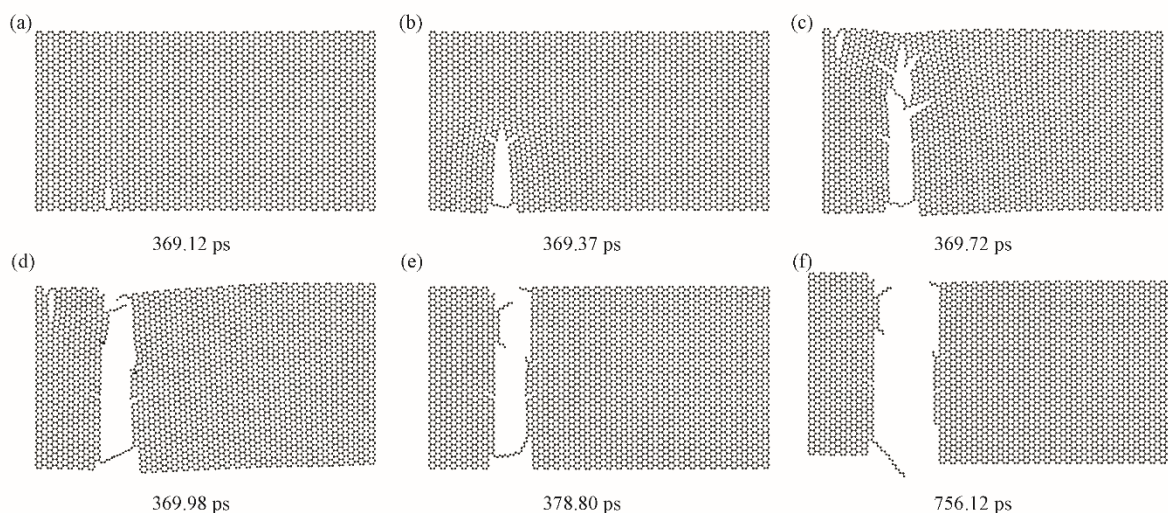 (a)
(b)
(c)
369.12 ps
369.37 ps
369.72 ps
(d)
(e)
(f)
369.98 ps
378.80 ps
756.12 ps